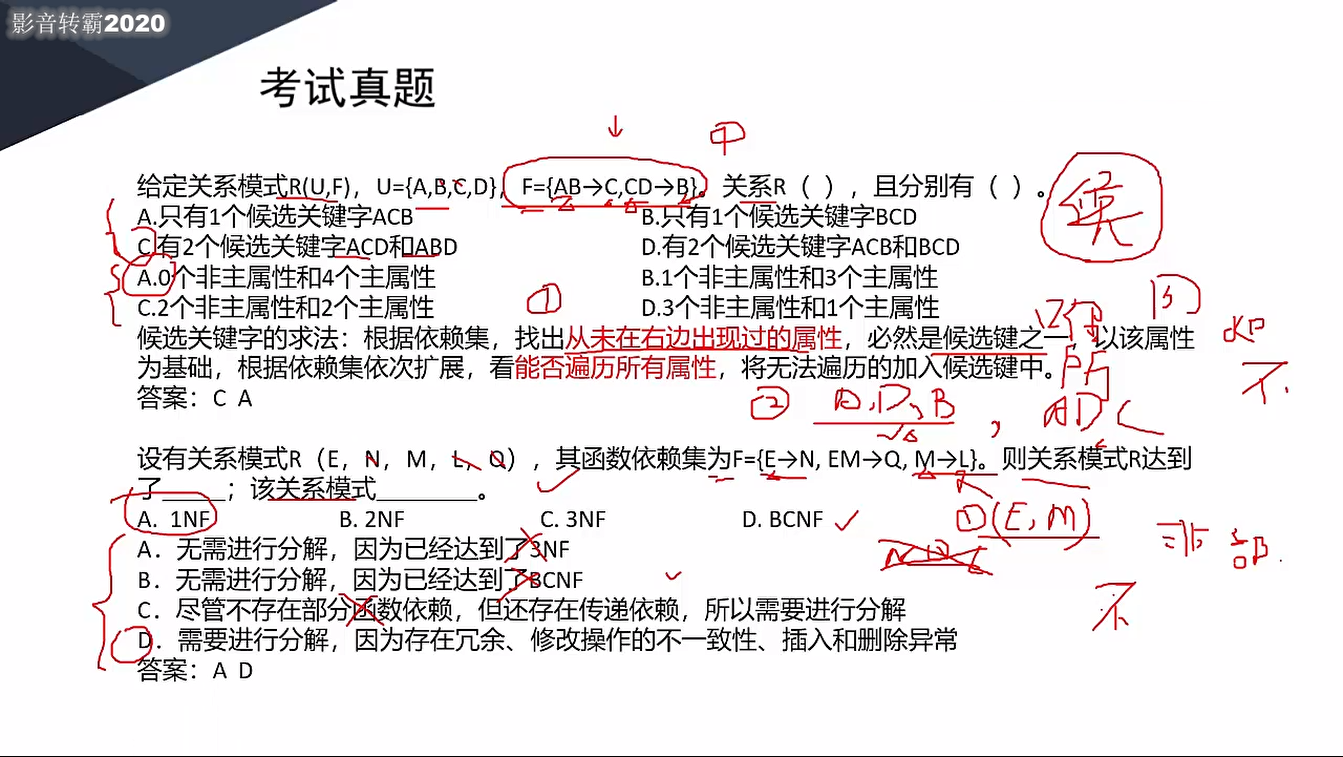 影音转霸2020
考试真题
给定关系模式R(U,F)，U={A,B,C,D}，F={AB→C,CD→B}。关系R（ ），且分别有（ ）。
A.只有1个候选关键字ACB B.只有1个候选关键字BCD
C.有2个候选关键字ACD和ABD D.有2个候选关键字ACB和BCD
A.0个非主属性和4个主属性 B.1个非主属性和3个主属性
C.2个非主属性和2个主属性 D.3个非主属性和1个主属性
候选关键字的求法：根据依赖集，找出从未在右边出现过的属性，必然是候选键之一，以该属性
为基础，根据依赖集依次扩展，看能否遍历所有属性，将无法遍历的加入候选键中。
答案：C A
① ② A,D,B , ADC
设有关系模式R（E，N，M，L，Q），其函数依赖集为F={E→N, EM→Q, M→L}。则关系模式R达到
了_____；该关系模式________。
A. 1NF B. 2NF C. 3NF D. BCNF
① (E,M) 非 部
A．无需进行分解，因为已经达到了3NF
B．无需进行分解，因为已经达到了BCNF
C．尽管不存在部分函数依赖，但还存在传递依赖，所以需要进行分解
不
D．需要进行分解，因为存在冗余、修改操作的不一致性、插入和删除异常
答案：A D